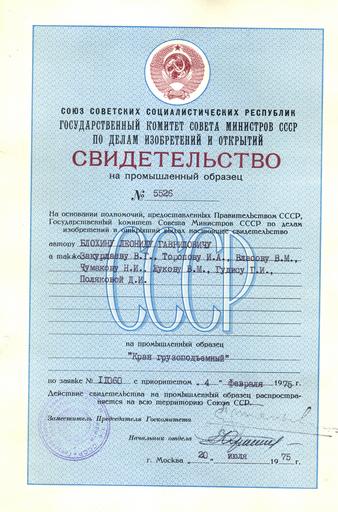 СОЮЗ СОВЕТСКИХ СОЦИАЛИСТИЧЕСКИХ РЕСПУБЛИК
ГОСУДАРСТВЕННЫЙ КОМИТЕТ СОВЕТА МИНИСТРОВ СССР
ПО ДЕЛАМ ИЗОБРЕТЕНИЙ И ОТКРЫТИЙ
СВИДЕТЕЛЬСТВО
на промышленный образец
№ 5526
На основании полномочий, предоставленных Правительством СССР,
Государственный комитет Совета Министров СССР по делам
изобретений и открытий выдал настоящее свидетельство
автору БЛОХИНУ ЛЕОНИДУ ГАВРИЛОВИЧУ
а также Закурдаеву В.Г., Торопову И.А., Власову В.М.,
Чумакову Н.И., Щукову В.М., Гудису П.И.,
Поляковой Д.И.
СССР
на промышленный образец
"Кран грузоподъемный"
по заявке № 11060 с приоритетом " 4 " февраля 1975 г.
Действие свидетельства на промышленный образец распростра-
няется на всю территорию Союза ССР.
Заместитель Председателя Госкомитета
Начальник отдела
г. Москва " 20 " июля 1975 г.